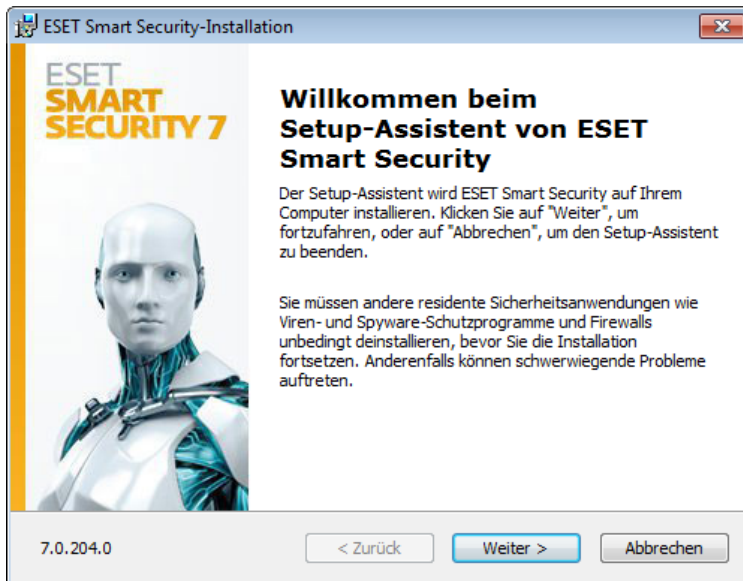 ESET Smart Security-Installation
ESET
SMART
SECURITY 7
Willkommen beim
Setup-Assistent von ESET
Smart Security
Der Setup-Assistent wird ESET Smart Security auf Ihrem
Computer installieren. Klicken Sie auf "Weiter", um
fortzufahren, oder auf "Abbrechen", um den Setup-Assistent
zu beenden.
Sie müssen andere residente Sicherheitsanwendungen wie
Viren- und Spyware-Schutzprogramme und Firewalls
unbedingt deinstallieren, bevor Sie die Installation
fortsetzen. Anderenfalls können schwerwiegende Probleme
auftreten.
7.0.204.0
< Zurück
Weiter >
Abbrechen